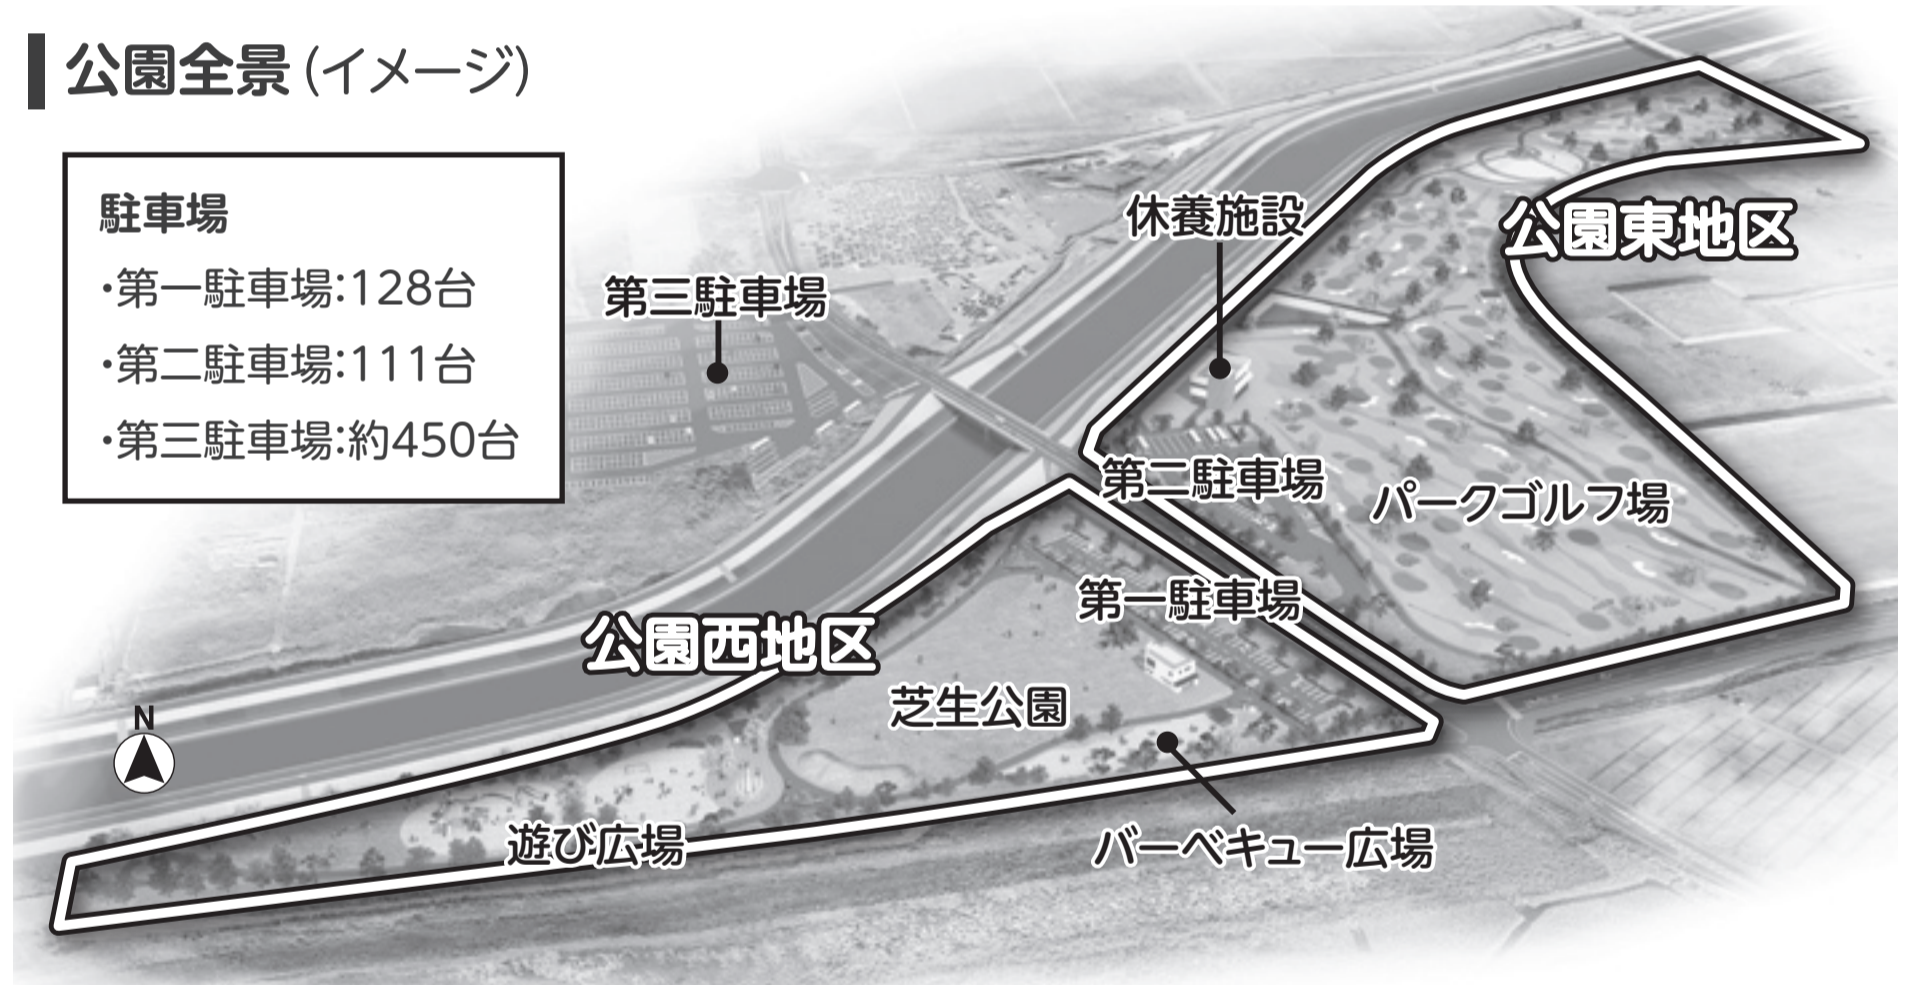 公園全景(イメージ)
駐車場
・第一駐車場:128台
・第二駐車場:111台
・第三駐車場:約450台
休養施設
公園東地区
第三駐車場
第二駐車場
パークゴルフ場
第一駐車場
公園西地区
芝生公園
N
遊び広場
バーベキュー広場